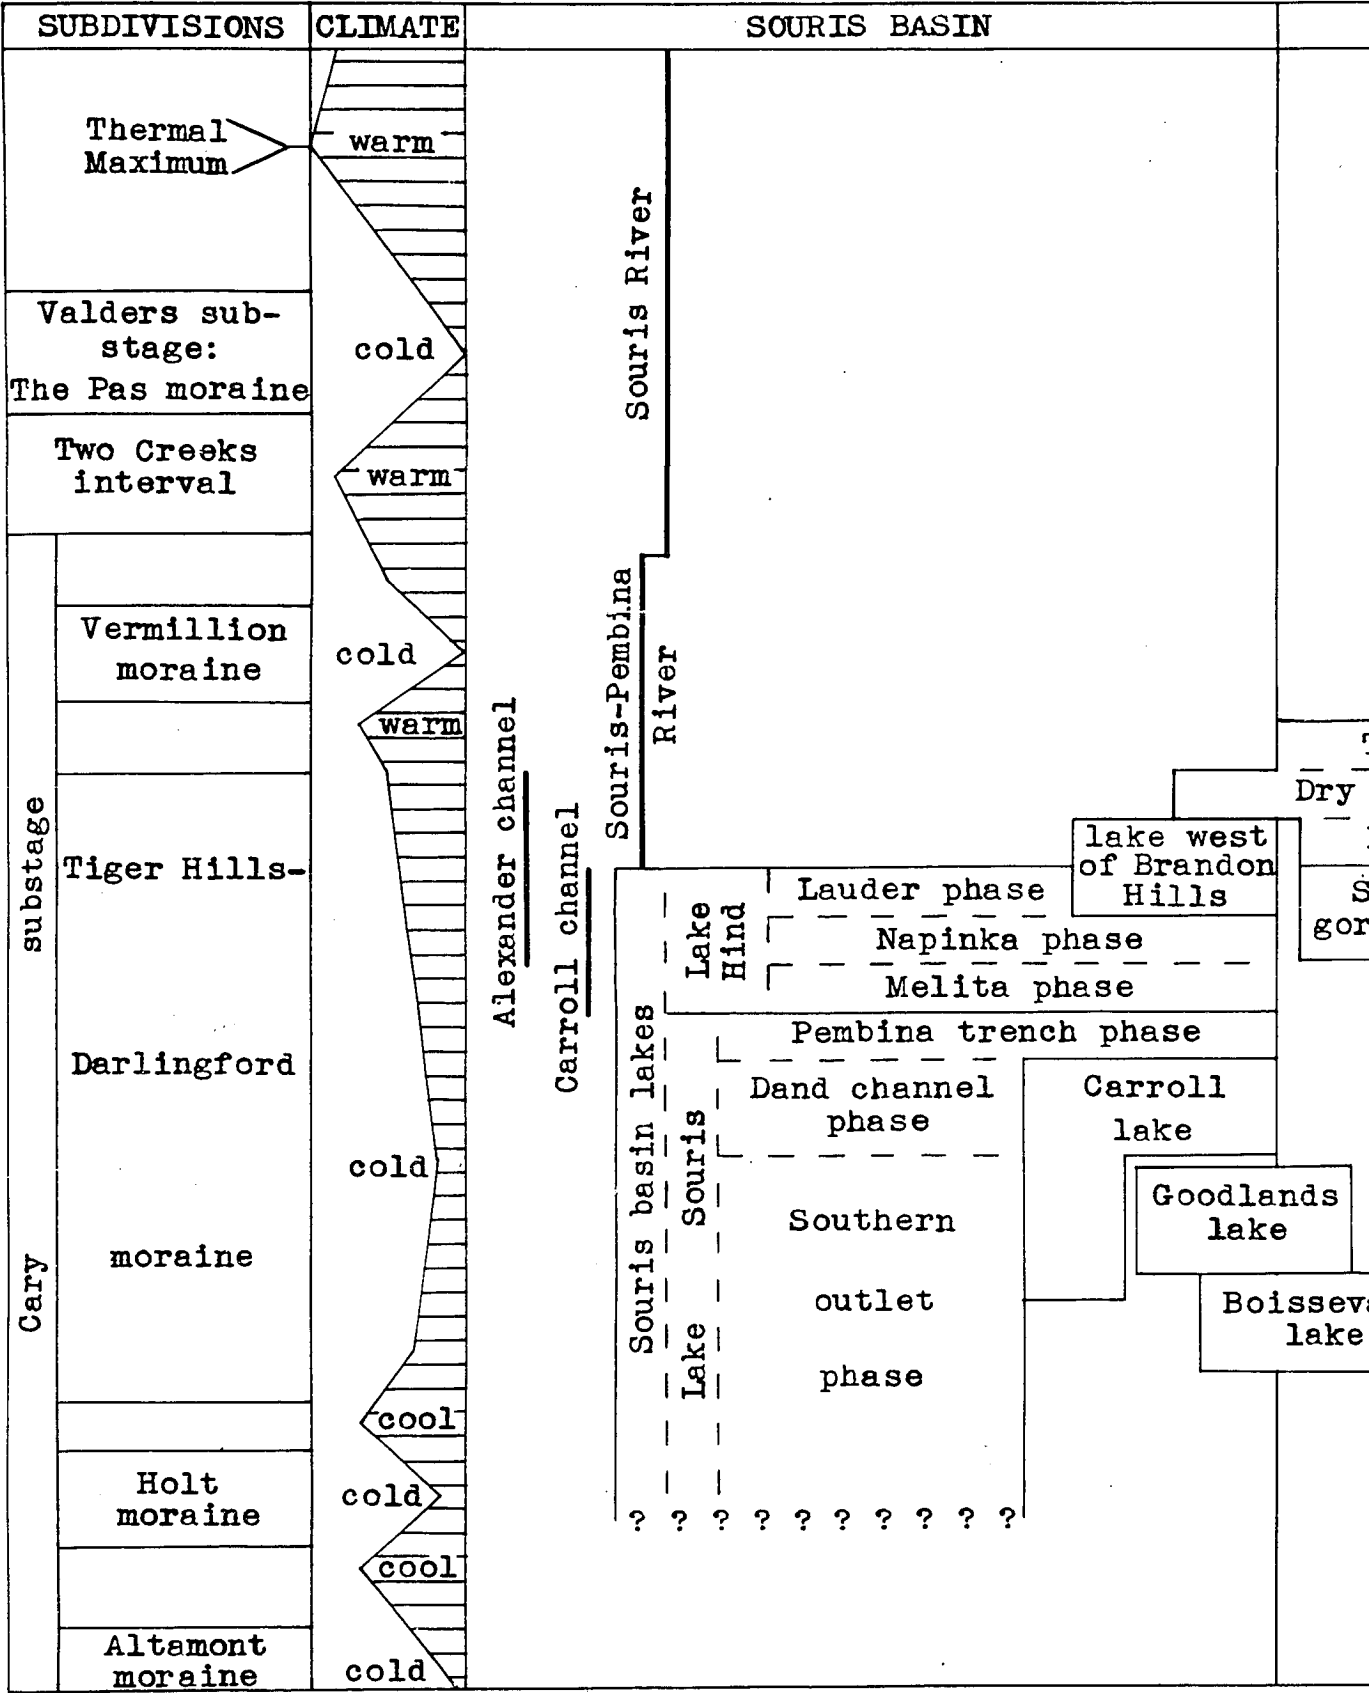 SUBDIVISIONS
CLIMATE
SOURIS BASIN
Thermal
Maximum
warm
Valders sub-
stage:
The Pas moraine
cold
Two Creeks
interval
warm
Souris River
Vermillion
moraine
cold
warm
Souris-Pembina
River
Alexander channel
Carroll channel
Cary substage
Tiger Hills-
Darlingford
moraine
cold
Dry
lake west
of Brandon
Hills
S
gor
Souris basin lakes
Lake
Hind
Lauder phase
Napinka phase
Melita phase
Lake Souris
Pembina trench phase
Dand channel
phase
Carroll
lake
Southern
outlet
phase
Goodlands
lake
Boisseva
lake
cool
Holt
moraine
cold
? ? ? ? ? ? ? ? ? ?
cool
Altamont
moraine
cold